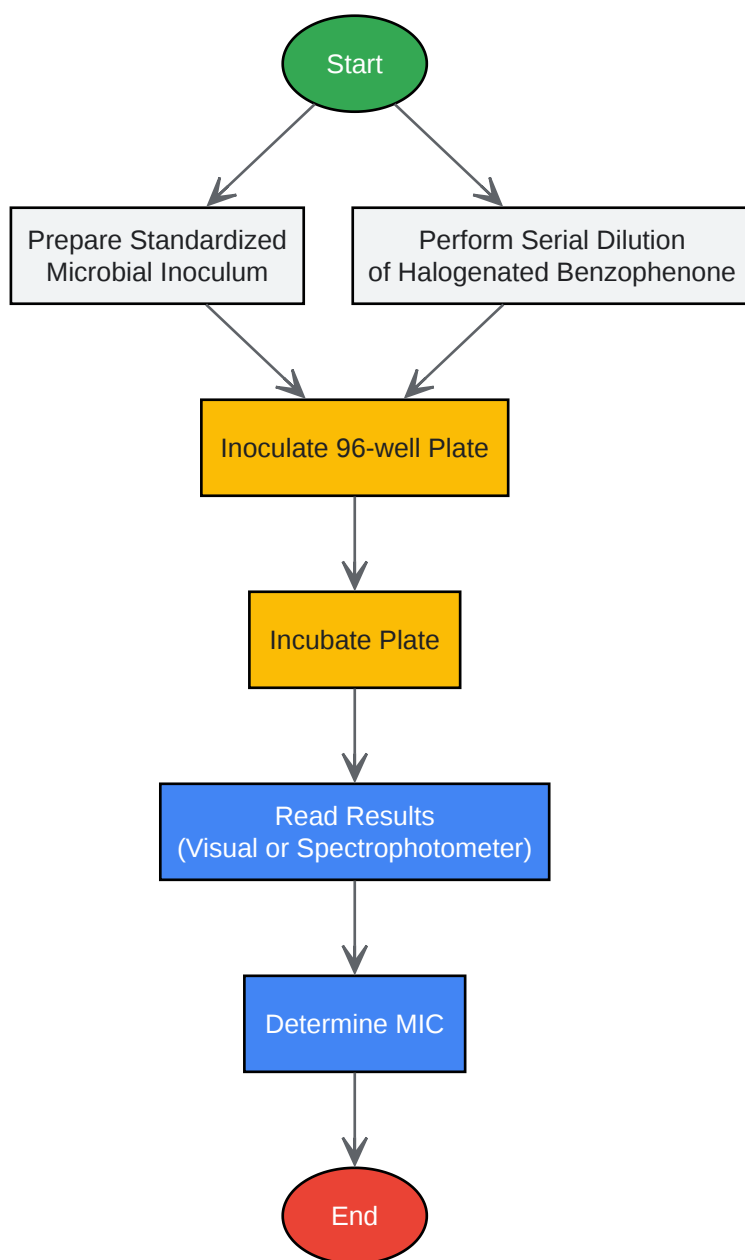 Start
Prepare Standardized
Microbial Inoculum
Perform Serial Dilution
of Halogenated Benzophenone
Inoculate 96-well Plate
Incubate Plate
Read Results
(Visual or Spectrophotometer)
Determine MIC
End